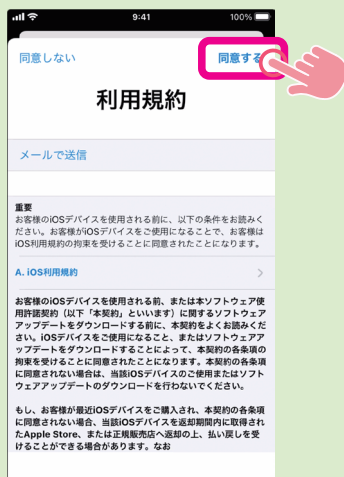 9:41
100%
同意しない
同意する
利用規約
メールで送信
重要
お客様のiOSデバイスを使用される前に、以下の条件をお読みく
ださい。お客様がiOSデバイスをご使用になることで、お客様は
iOS利用規約の拘束を受けることに同意されたことになります。
A. iOS利用規約
お客様のiOSデバイスを使用される前、または本ソフトウェア使
用許諾契約（以下「本契約」といいます）に関するソフトウェア
アップデートをダウンロードする前に、本契約をよくお読みくだ
さい。iOSデバイスをご使用になること、またはソフトウェアア
ップデートをダウンロードすることによって、本契約の各条項の
拘束を受けることに同意されたことになります。本契約の各条項
に同意されない場合は、当該iOSデバイスのご使用またはソフト
ウェアアップデートのダウンロードを行わないでください。
もし、お客様が最近iOSデバイスをご購入され、本契約の各条項
に同意されない場合、当該iOSデバイスを返却期間内に取得され
たApple Store、または正規販売店へ返却の上、払い戻しを受
けることができる場合があります。なお